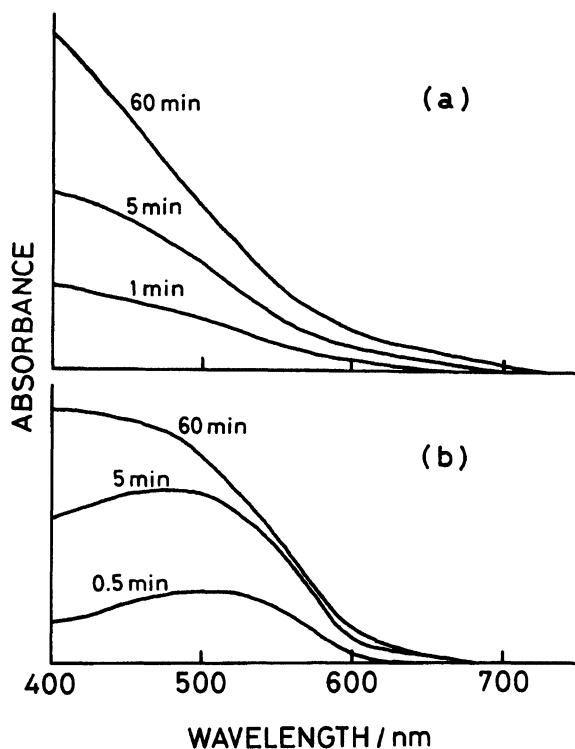 60 min
(a)
5 min
1 min
ABSORBANCE
60 min
(b)
5 min
0.5 min
400 500 600 700
WAVELENGTH / nm